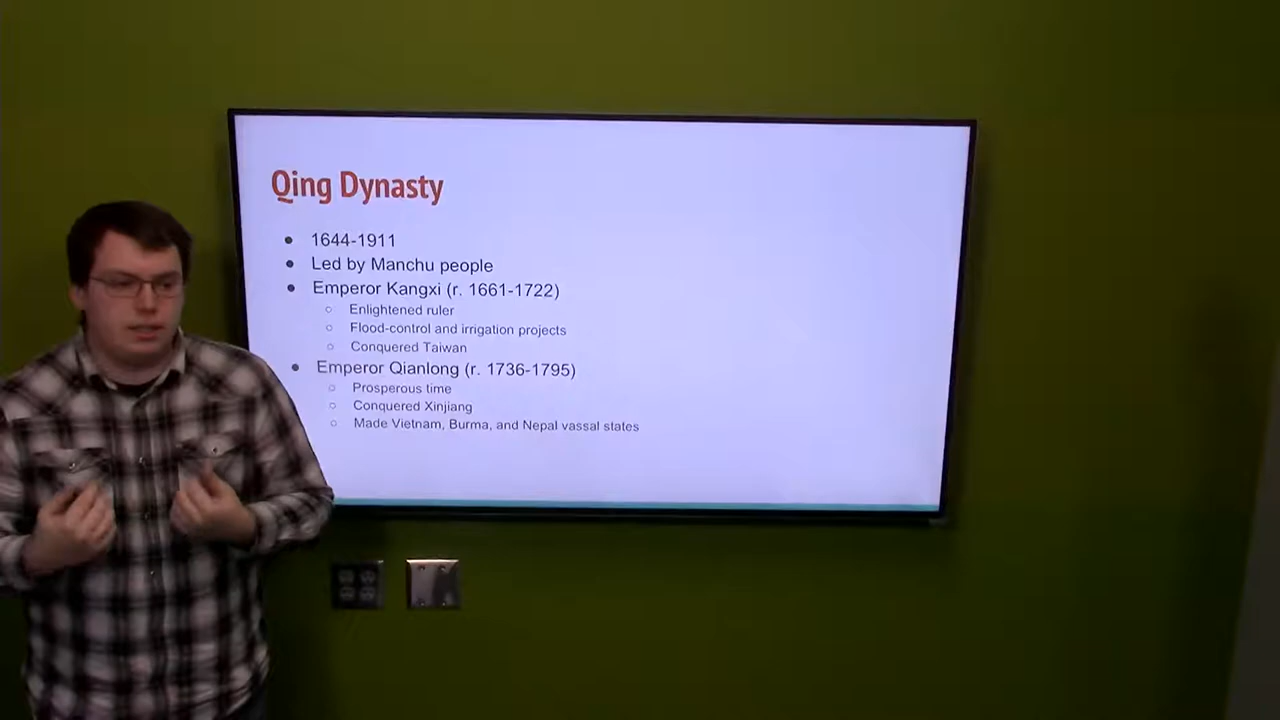 Qing Dynasty
● 1644-1911
● Led by Manchu people
● Emperor Kangxi (r. 1661-1722)
○ Enlightened ruler
○ Flood-control and irrigation projects
○ Conquered Taiwan
● Emperor Qianlong (r. 1736-1795)
○ Prosperous time
○ Conquered Xinjiang
○ Made Vietnam, Burma, and Nepal vassal states